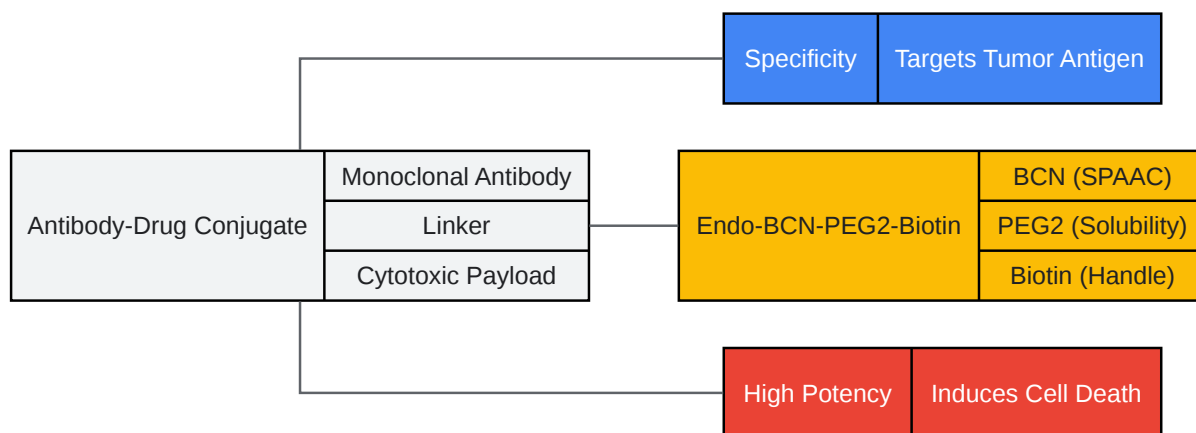 Specificity
Targets Tumor Antigen
Antibody-Drug Conjugate
Monoclonal Antibody
Linker
Cytotoxic Payload
Endo-BCN-PEG2-Biotin
BCN (SPAAC)
PEG2 (Solubility)
Biotin (Handle)
High Potency
Induces Cell Death